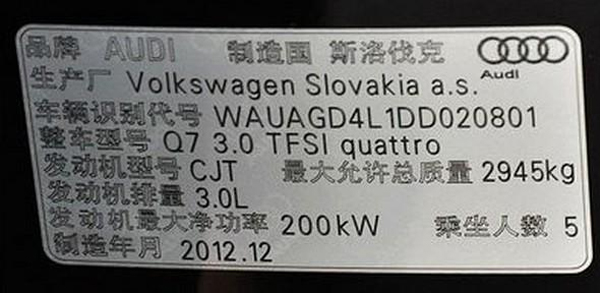 品牌 AUDI 制造国 斯洛伐克
Audi
生产厂 Volkswagen Slovakia a.s.
车辆识别代号 WAUAGD4L1DD020801
整车型号 Q7 3.0 TFSI quattro
发动机型号 CJT 最大允许总质量 2945kg
发动机排量 3.0L
发动机最大净功率 200kW 乘坐人数 5
制造年月 2012.12